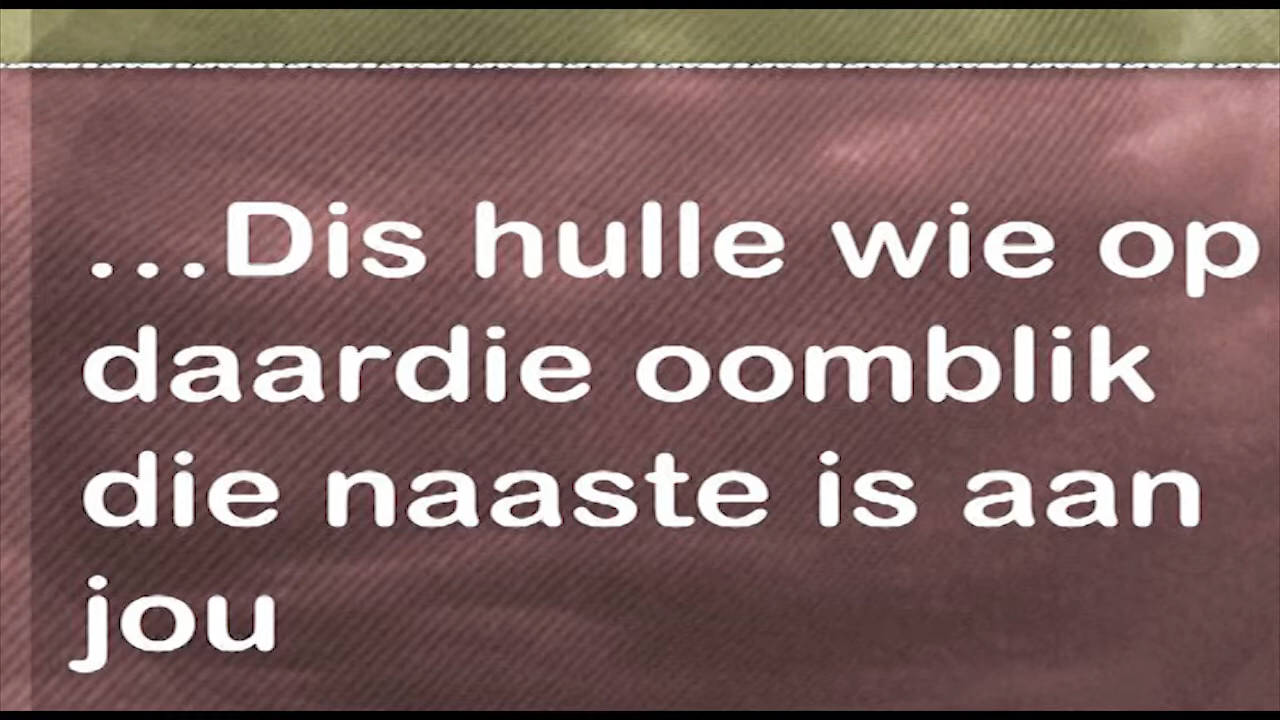 ...Dis hulle wie op
daardie oomblik
die naaste is aan
jou